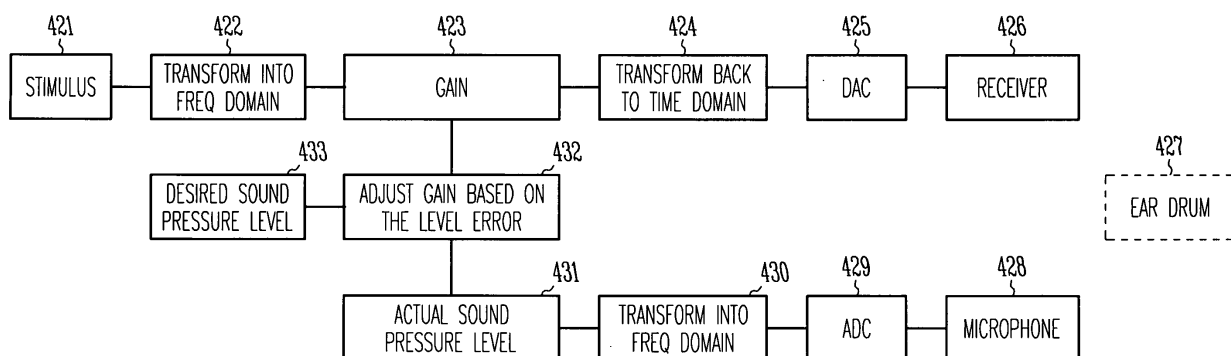 421
422
423
424
425
426
STIMULUS
TRANSFORM INTO
FREQ DOMAIN
GAIN
TRANSFORM BACK
TO TIME DOMAIN
DAC
RECEIVER
433
432
427
DESIRED SOUND
PRESSURE LEVEL
ADJUST GAIN BASED ON
THE LEVEL ERROR
EAR DRUM
431
430
429
428
ACTUAL SOUND
PRESSURE LEVEL
TRANSFORM INTO
FREQ DOMAIN
ADC
MICROPHONE